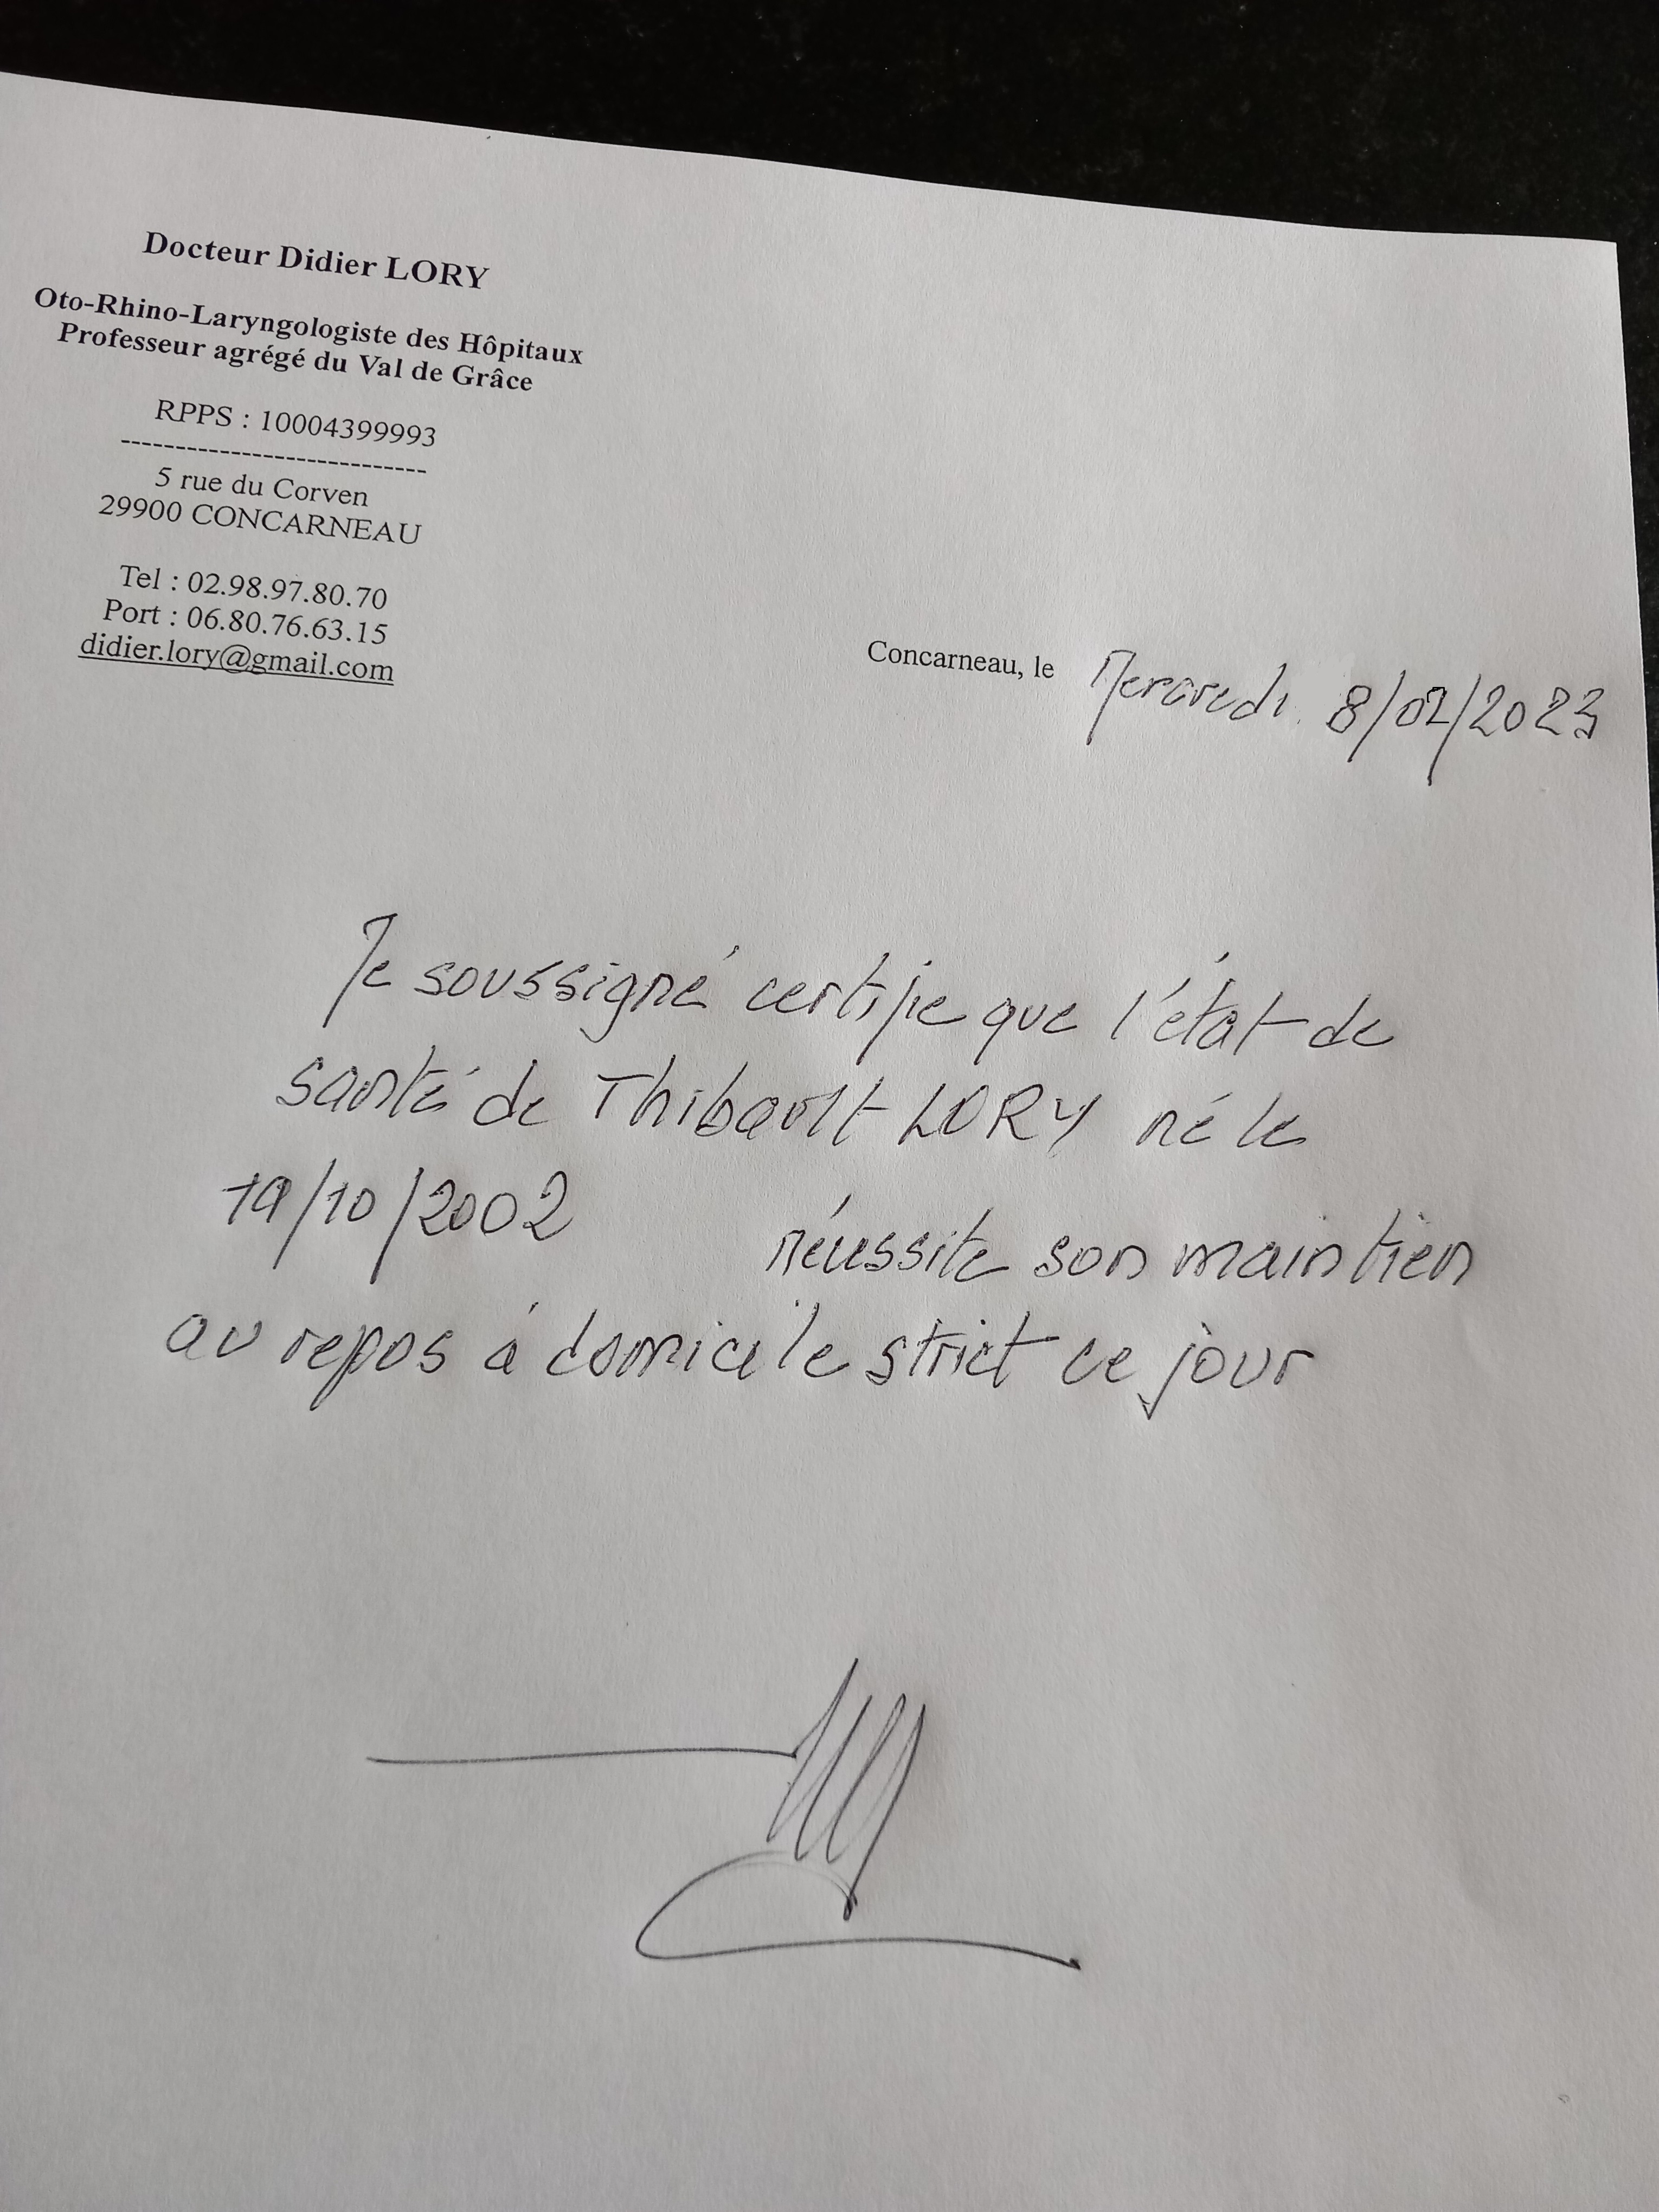 Docteur Didier LORY
Oto-Rhino-Laryngologiste des Hôpitaux
Professeur agrégé du Val de Grâce
RPPS : 10004399993
----------------------------
5 rue du Corven
29900 CONCARNEAU
Tel : 02.98.97.80.70
Port : 06.80.76.63.15
didier.lory@gmail.com
Concarneau, le Mercredi 8/02/2023
Je soussigné certifie que l'état de
santé de Thibault LORY né le
19/10/2002 néussite son maintien
au repos à domicile strict ce jour